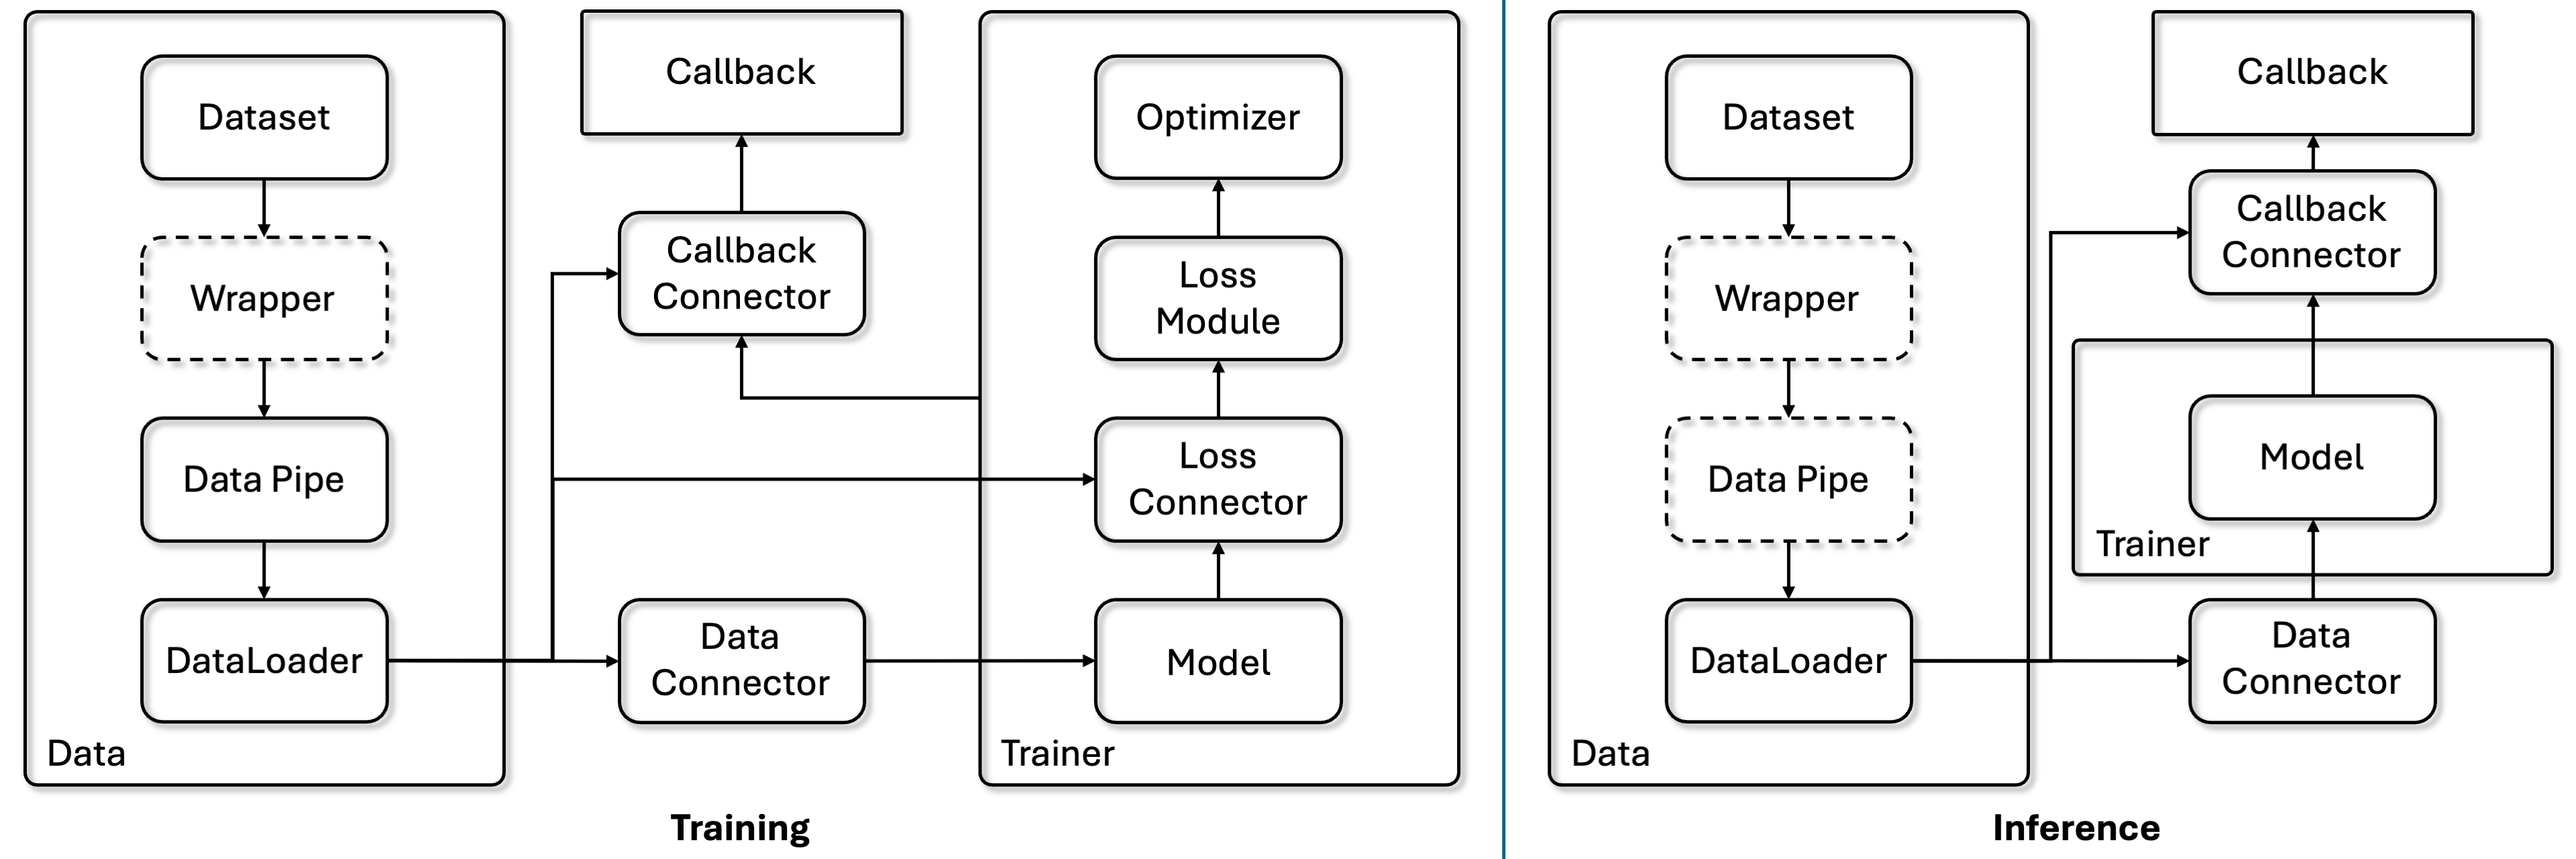 Dataset
Wrapper
Data Pipe
DataLoader
Data
Callback
Callback
Connector
Data
Connector
Optimizer
Loss
Module
Loss
Connector
Model
Trainer
Training
Dataset
Wrapper
Data Pipe
DataLoader
Data
Callback
Callback
Connector
Model
Trainer
Data
Connector
Inference